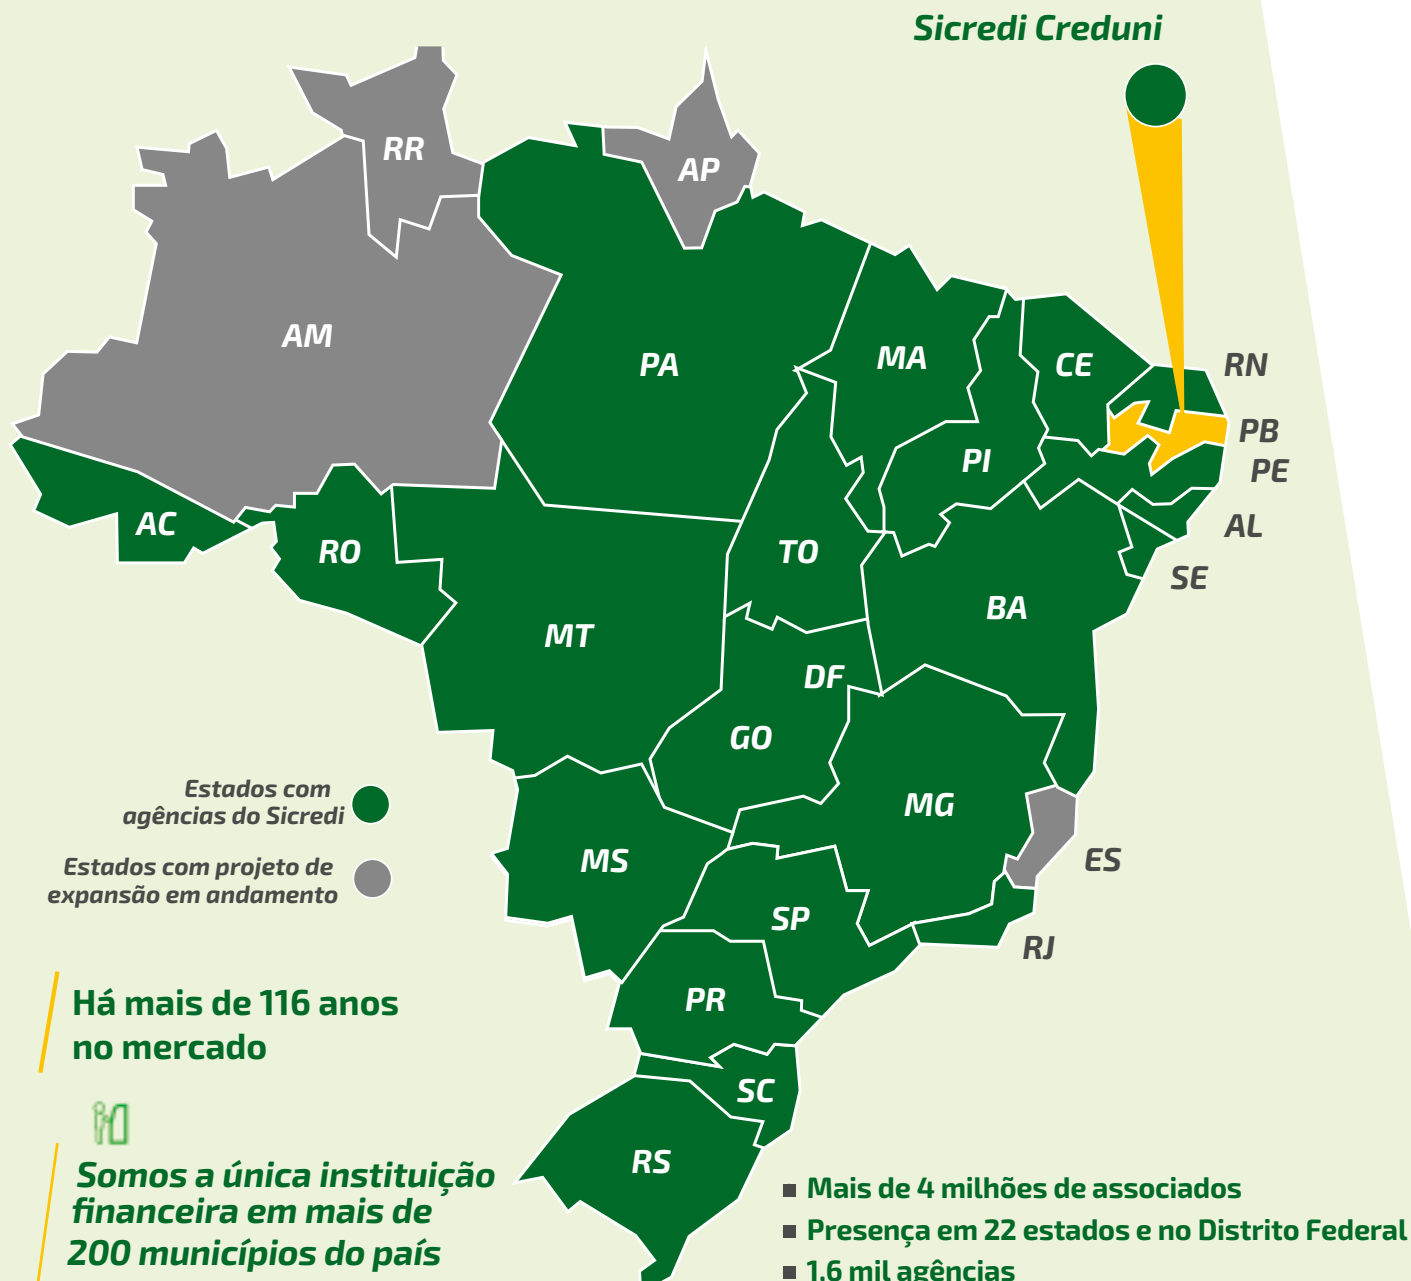 Sicredi Creduni
RR
AP
AM
PA
MA
CE
RN
PB
PI
PE
AC
RO
TO
AL
SE
BA
MT
DF
GO
Estados com
agências do Sicredi
MG
Estados com projeto de
expansão em andamento
MS
ES
SP
RJ
Há mais de 116 anos
no mercado
PR
SC
RS
Somos a única instituição
financeira em mais de
200 municípios do país
Mais de 4 milhões de associados
Presença em 22 estados e no Distrito Federal
1,6 mil agências